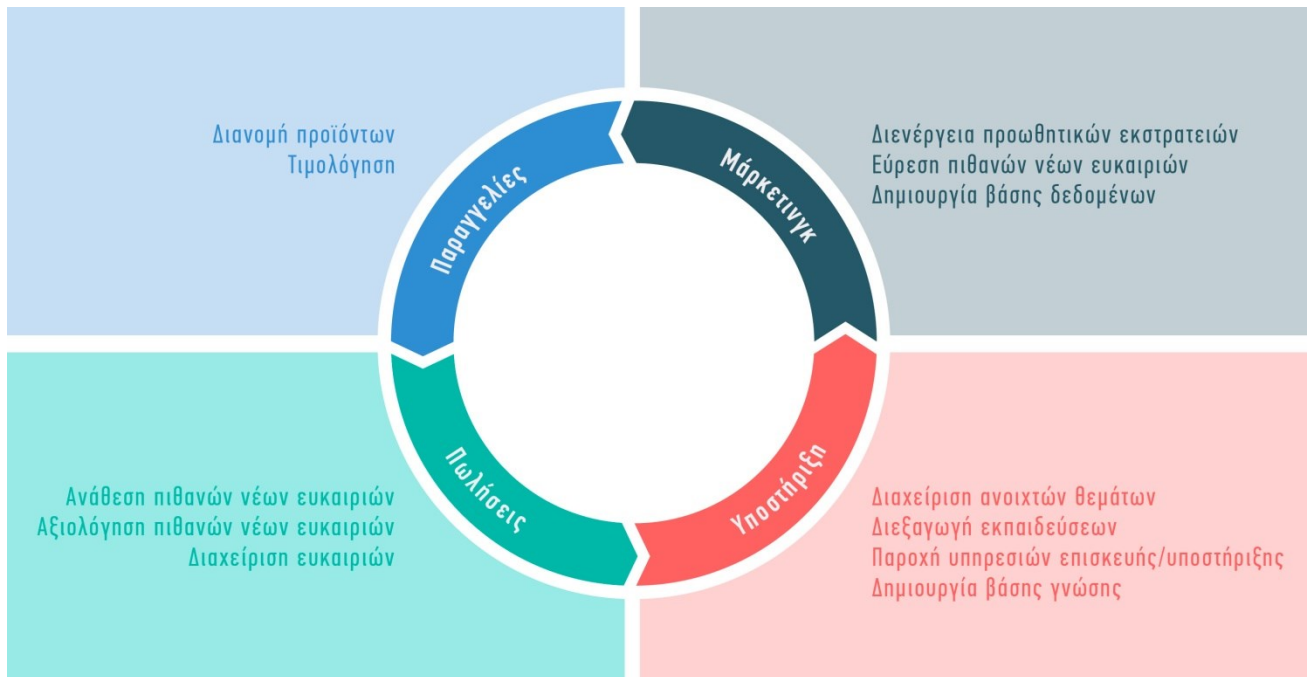 Διανομή προϊόντων
Τιμολόγηση
Παραγγελίες
Μάρκετινγκ
Διενέργεια προωθητικών εκστρατειών
Εύρεση πιθανών νέων ευκαιριών
Δημιουργία βάσης δεδομένων
Ανάθεση πιθανών νέων ευκαιριών
Αξιολόγηση πιθανών νέων ευκαιριών
Διαχείριση ευκαιριών
Πωλήσεις
Υποστήριξη
Διαχείριση ανοιχτών θεμάτων
Διεξαγωγή εκπαιδεύσεων
Παροχή υπηρεσιών επισκευής/υποστήριξης
Δημιουργία βάσης γνώσης